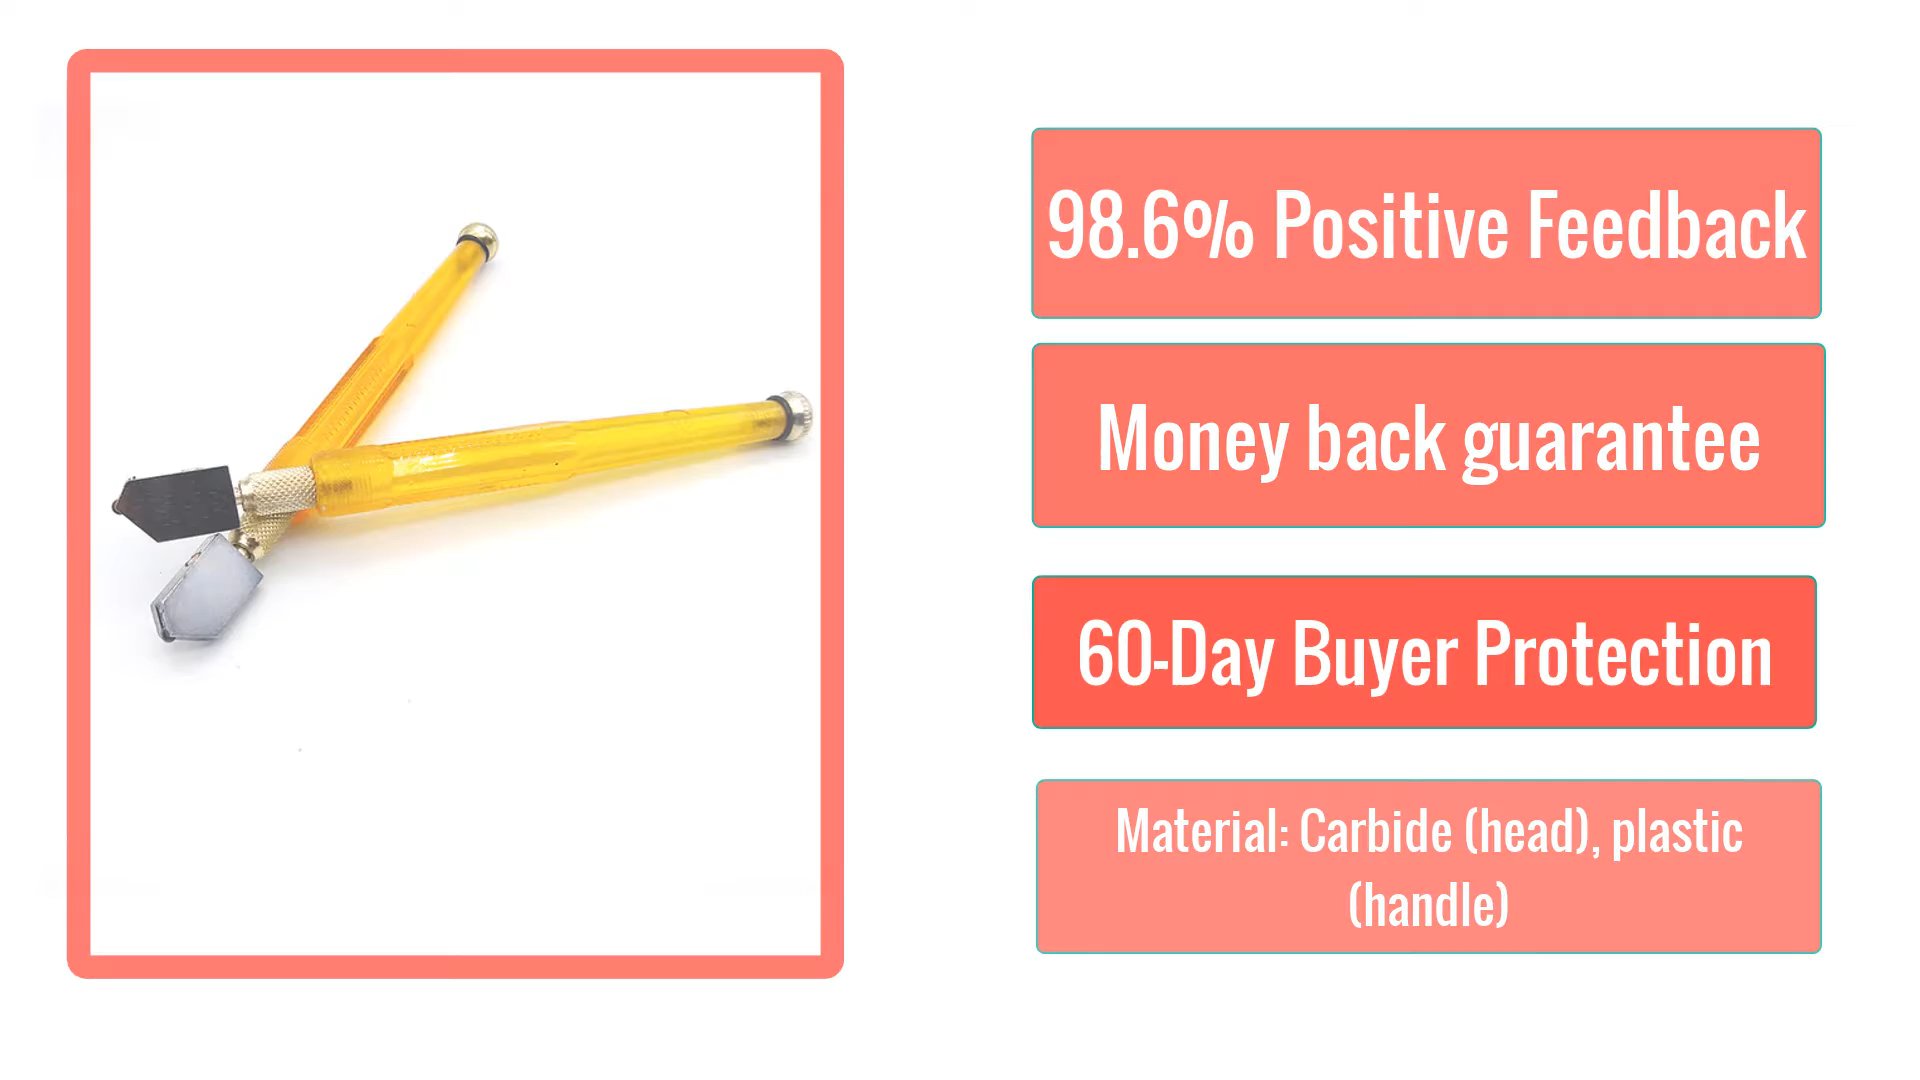 98.6% Positive Feedback
Money back guarantee
60-Day Buyer Protection
Material: Carbide (head), plastic
(handle)